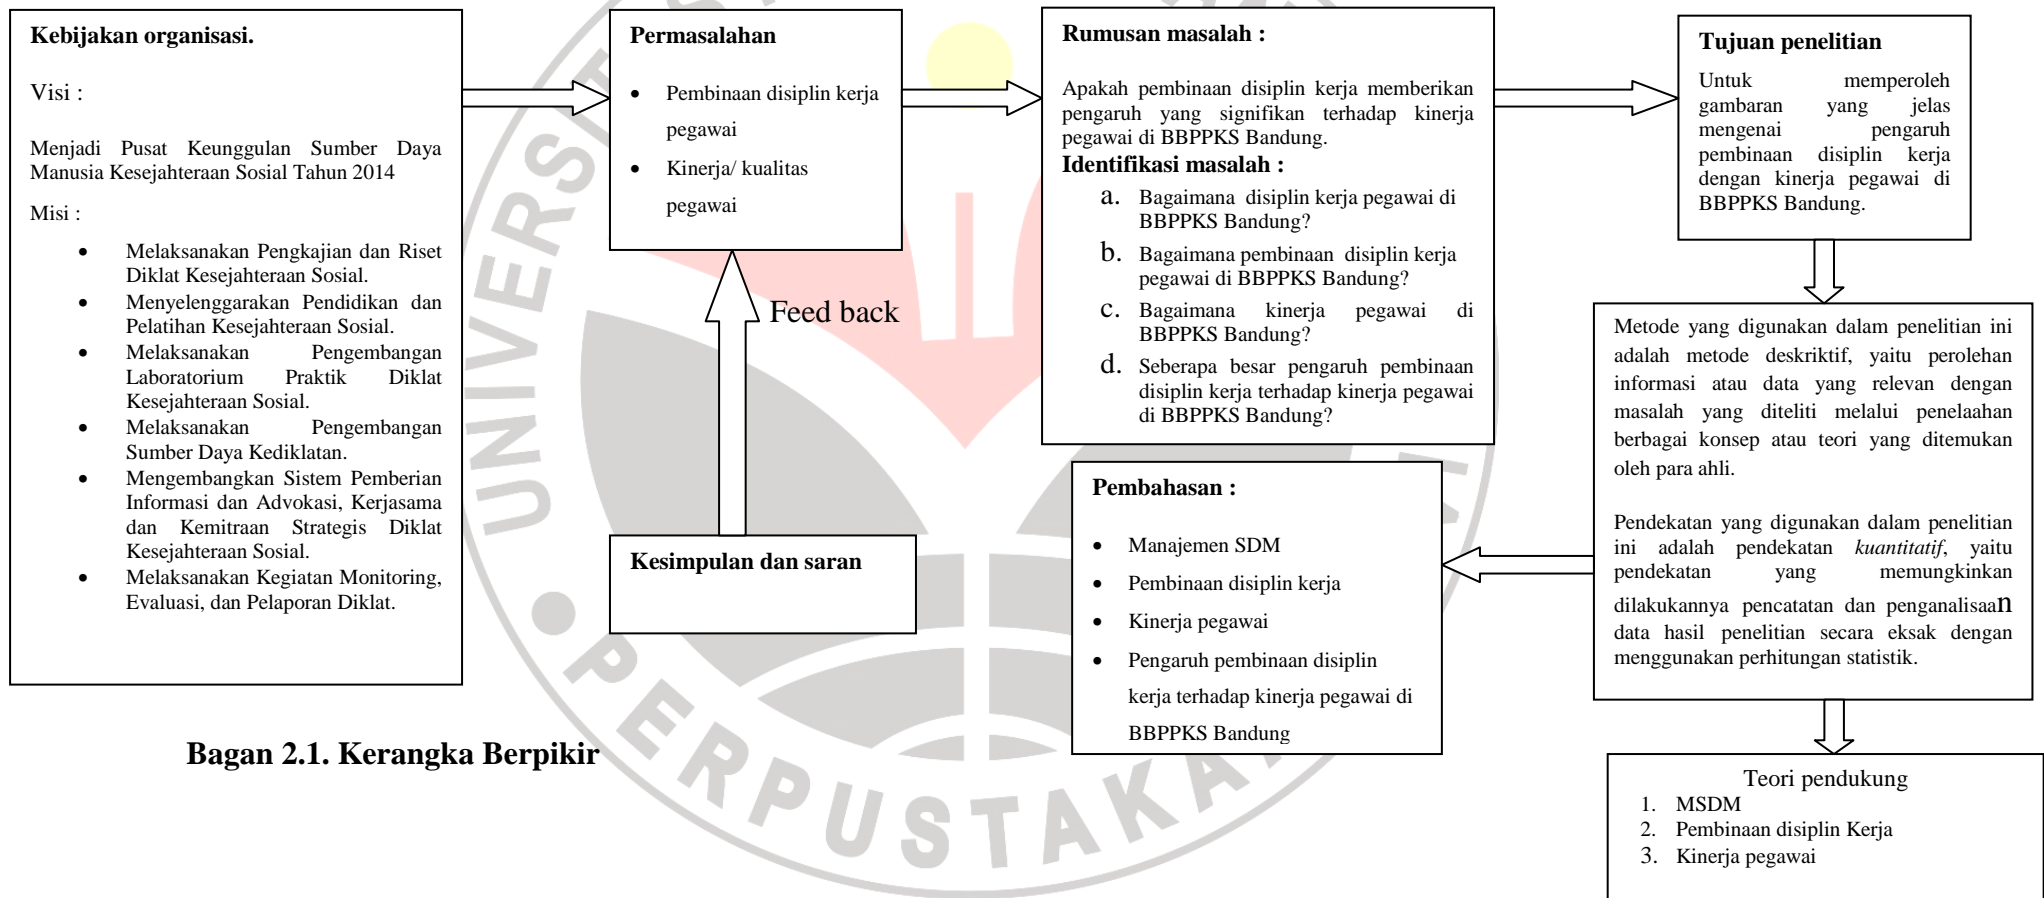 Kebijakan organisasi.
Visi :
Menjadi Pusat Keunggulan Sumber Daya
Manusia Kesejahteraan Sosial Tahun 2014
Misi :
• Melaksanakan Pengkajian dan Riset
Diklat Kesejahteraan Sosial.
• Menyelenggarakan Pendidikan dan
Pelatihan Kesejahteraan Sosial.
• Melaksanakan Pengembangan
Laboratorium Praktik Diklat
Kesejahteraan Sosial.
• Melaksanakan Pengembangan
Sumber Daya Kediklatan.
• Mengembangkan Sistem Pemberian
Informasi dan Advokasi, Kerjasama
dan Kemitraan Strategis Diklat
Kesejahteraan Sosial.
• Melaksanakan Kegiatan Monitoring,
Evaluasi, dan Pelaporan Diklat.
Permasalahan
• Pembinaan disiplin kerja
pegawai
• Kinerja/ kualitas
pegawai
Rumusan masalah :
Apakah pembinaan disiplin kerja memberikan
pengaruh yang signifikan terhadap kinerja
pegawai di BBPPKS Bandung.
Identifikasi masalah :
a. Bagaimana disiplin kerja pegawai di
BBPPKS Bandung?
b. Bagaimana pembinaan disiplin kerja
pegawai di BBPPKS Bandung?
c. Bagaimana kinerja pegawai di
BBPPKS Bandung?
d. Seberapa besar pengaruh pembinaan
disiplin kerja terhadap kinerja pegawai
di BBPPKS Bandung?
Tujuan penelitian
Untuk memperoleh
gambaran yang jelas
mengenai pengaruh
pembinaan disiplin kerja
dengan kinerja pegawai di
BBPPKS Bandung.
Metode yang digunakan dalam penelitian ini
adalah metode deskriptif, yaitu perolehan
informasi atau data yang relevan dengan
masalah yang diteliti melalui penelaahan
berbagai konsep atau teori yang ditemukan
oleh para ahli.
Pendekatan yang digunakan dalam penelitian
ini adalah pendekatan kuantitatif, yaitu
pendekatan yang memungkinkan
dilakukannya pencatatan dan penganalisaan
data hasil penelitian secara eksak dengan
menggunakan perhitungan statistik.
Teori pendukung
1. MSDM
2. Pembinaan disiplin Kerja
3. Kinerja pegawai
Pembahasan :
• Manajemen SDM
• Pembinaan disiplin kerja
• Kinerja pegawai
• Pengaruh pembinaan disiplin
kerja terhadap kinerja pegawai di
BBPPKS Bandung
Kesimpulan dan saran
Feed back
Bagan 2.1. Kerangka Berpikir
PERPUSTAKA